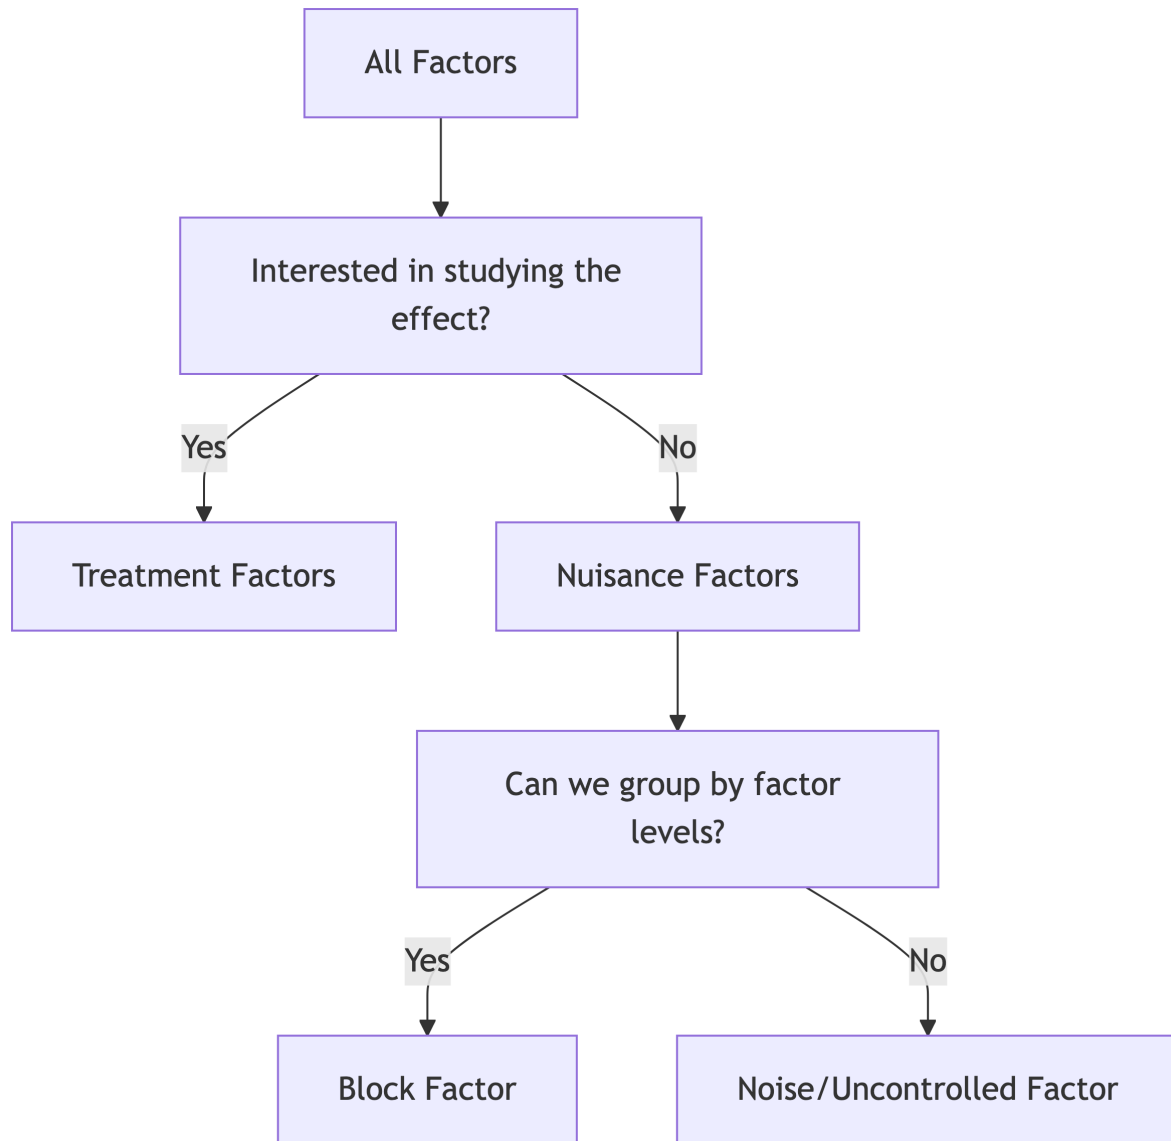 All Factors
Interested in studying the
effect?
Yes
No
Treatment Factors
Nuisance Factors
Can we group by factor
levels?
Yes
No
Block Factor
Noise/Uncontrolled Factor